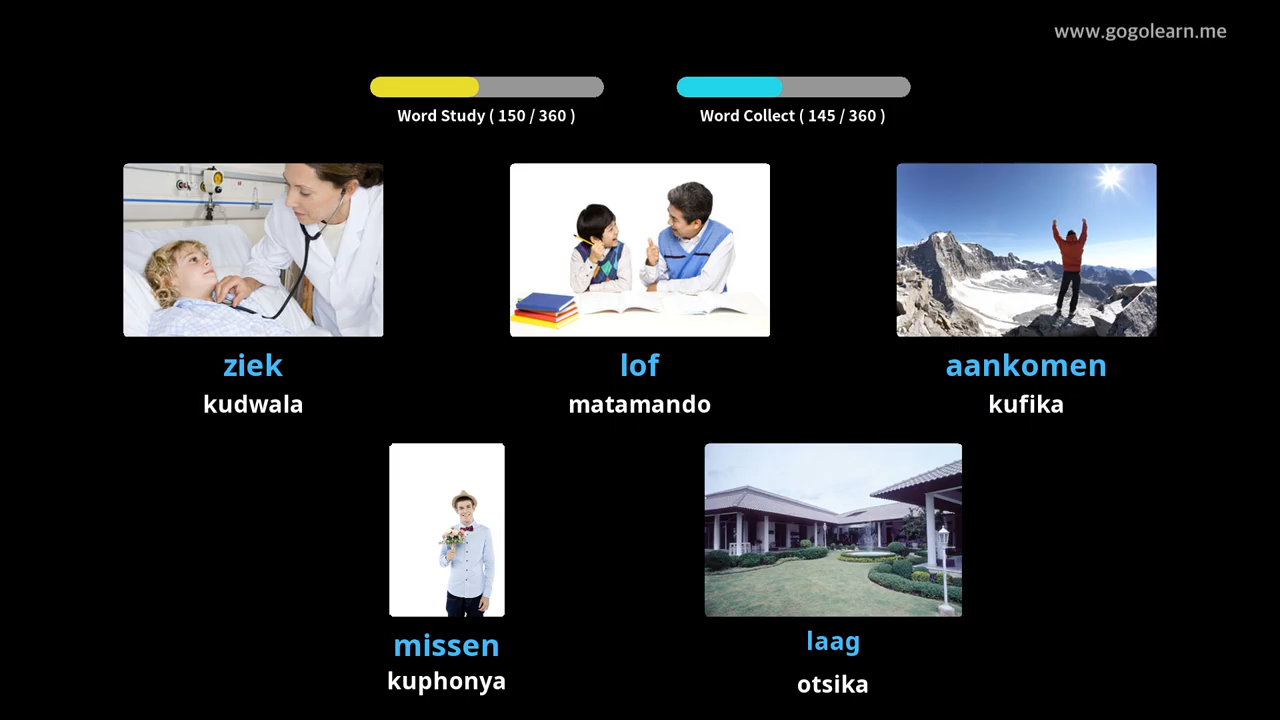 www.gogolearn.me
Word Study ( 150 / 360 )
Word Collect ( 145 / 360 )
ziek
lof
aankomen
kudwala
matamando
kufika
missen
laag
kuphonya
otsika